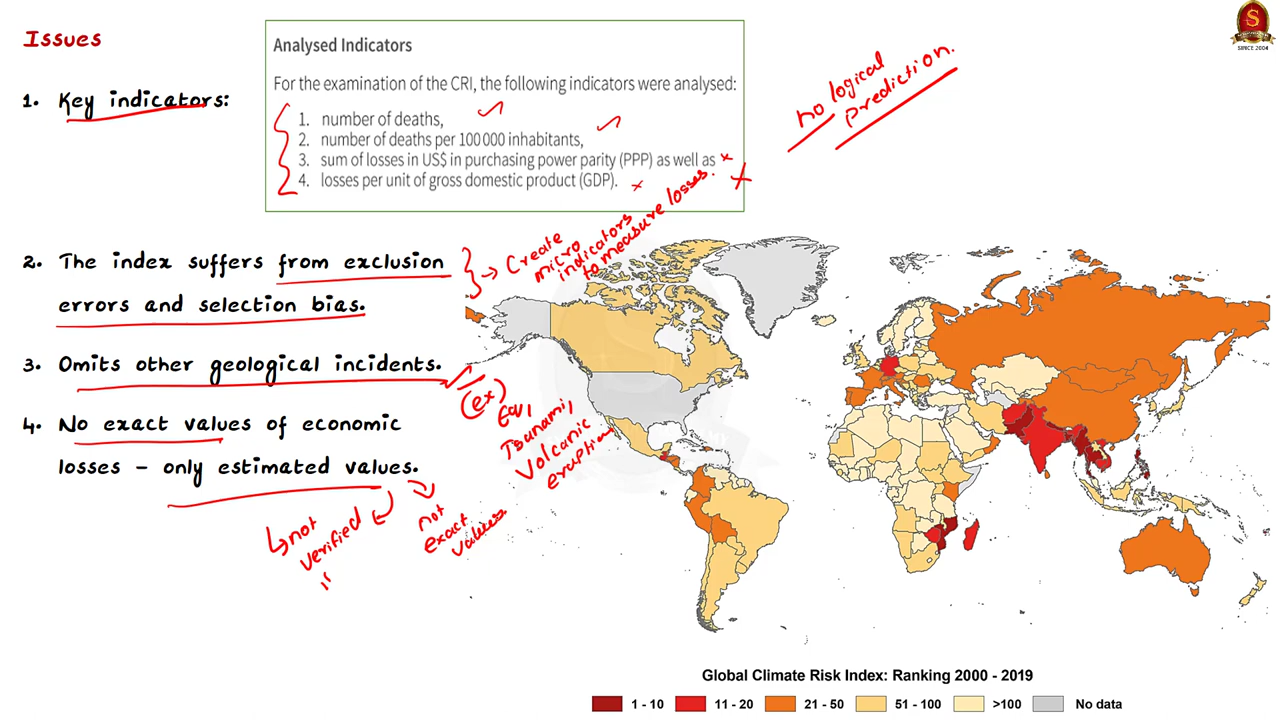 Issues
1. Key indicators:
Analysed Indicators
For the examination of the CRI, the following indicators were analysed:
1. number of deaths,
2. number of deaths per 100 000 inhabitants,
3. sum of losses in US$ in purchasing power parity (PPP) as well as
4. losses per unit of gross domestic product (GDP).
no logical
prediction.
S
SINCE 2004
2. The index suffers from exclusion
errors and selection bias.
Create
micro
indicators
to measure losses.
3. Omits other geological incidents.
(ex)
Tsunami,
Volcanic
eruption
4. No exact values of economic
losses – only estimated values.
not
verified
not
exact
values
Global Climate Risk Index: Ranking 2000 - 2019
1 - 10 11 - 20 21 - 50 51 - 100 >100 No data